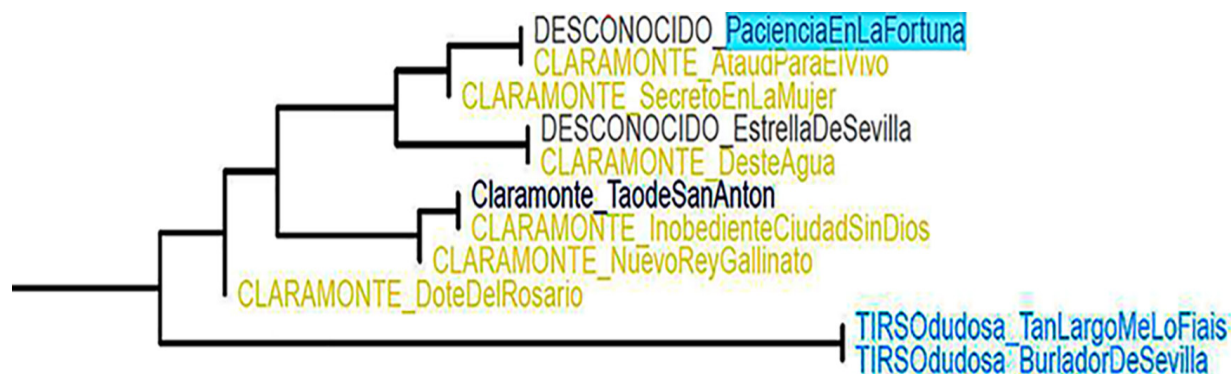 DESCONOCIDO_PacienciaEnLaFortuna
CLARAMONTE_AtaudParaElVivo
CLARAMONTE_SecretoEnLaMujer
DESCONOCIDO_EstrellaDeSevilla
CLARAMONTE_DesteAgua
Claramonte_TaodeSanAnton
CLARAMONTE_InobedienteCiudadSinDios
CLARAMONTE_NuevoReyGallinato
CLARAMONTE_DoteDelRosario
TIRSOdudosa_TanLargoMeLoFiais
TIRSOdudosa_BurladorDeSevilla